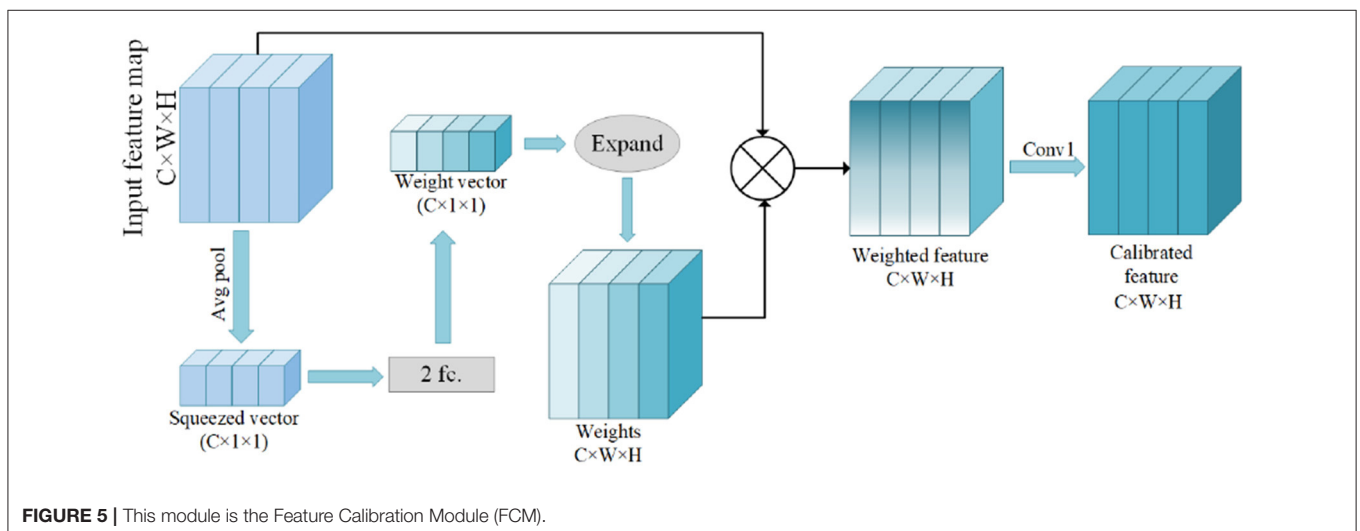 Input feature map
C×W×H
Avg pool
Squeezed vector
(C×1×1)
2 fc.
Weight vector
(C×1×1)
Expand
Weights
C×W×H
Weighted feature
C×W×H
Conv1
Calibrated
feature
C×W×H
FIGURE 5 | This module is the Feature Calibration Module (FCM).